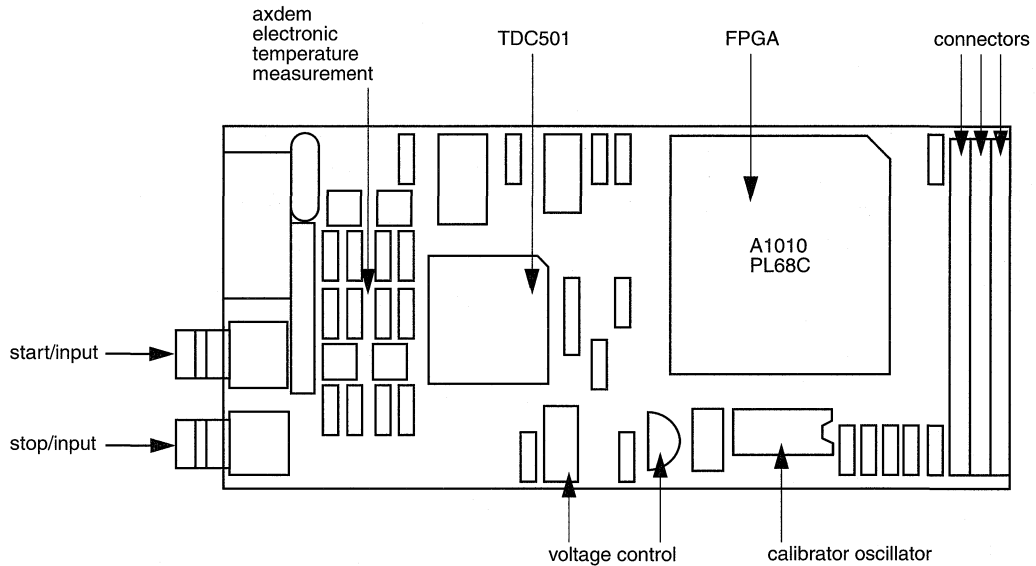 axdem
electronic
temperature
measurement
TDC501
FPGA
connectors
A1010
PL68C
start/input
stop/input
voltage control
calibrator oscillator